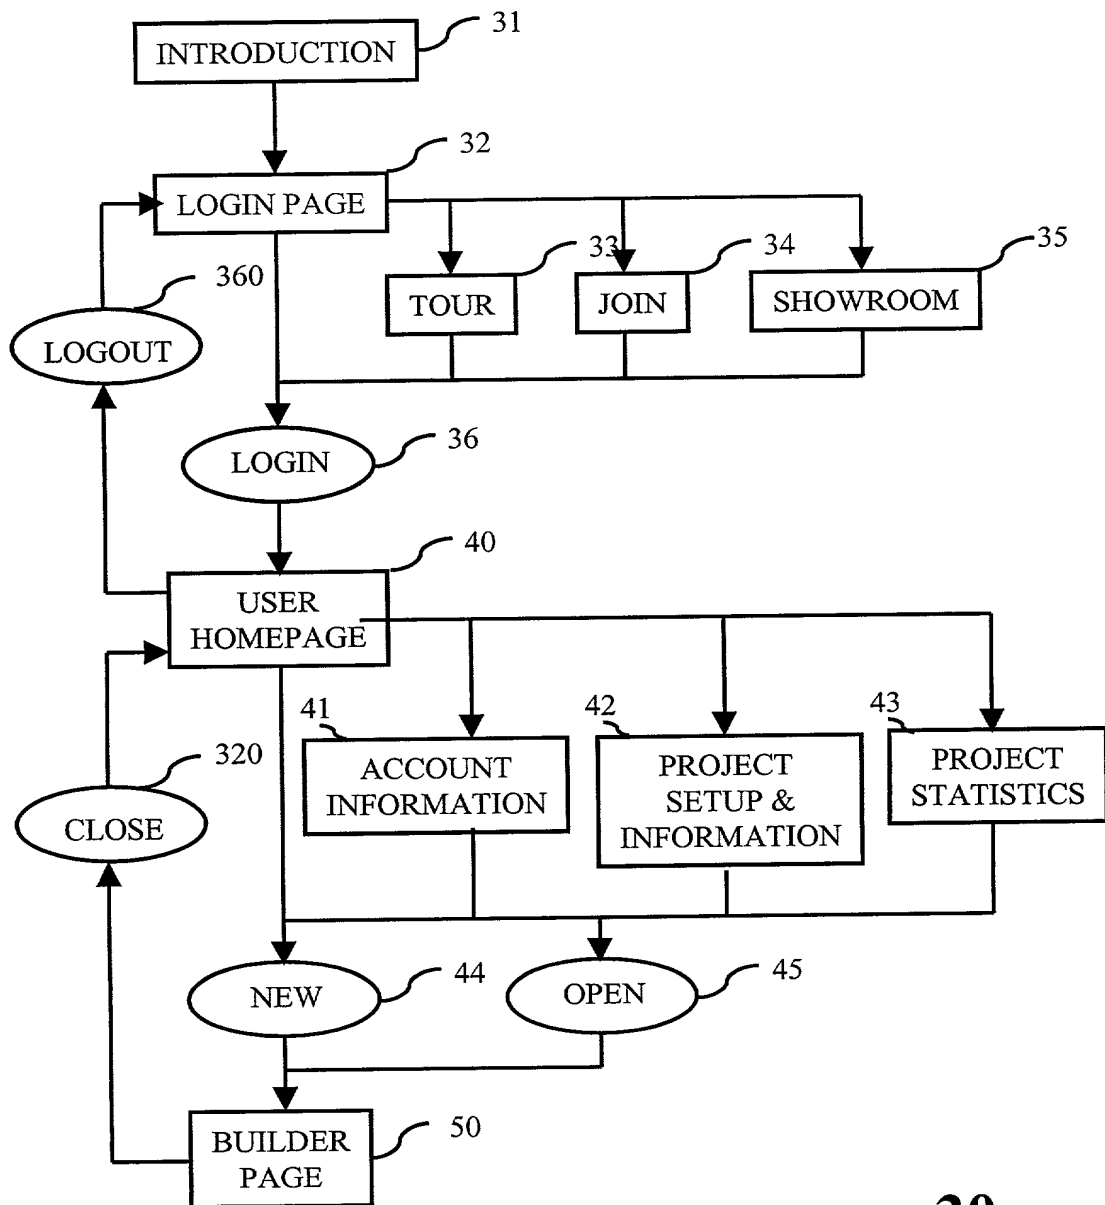 31
INTRODUCTION
32
LOGIN PAGE
33
34
35
360
TOUR
JOIN
SHOWROOM
LOGOUT
36
LOGIN
40
USER
HOMEPAGE
41
42
43
320
ACCOUNT
INFORMATION
PROJECT
SETUP &
INFORMATION
PROJECT
STATISTICS
CLOSE
44
45
NEW
OPEN
50
BUILDER
PAGE